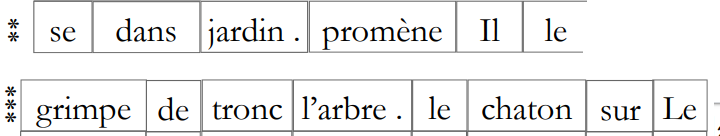 ** se dans jardin . promène Il le
*** grimpe de tronc l'arbre . le chaton sur Le